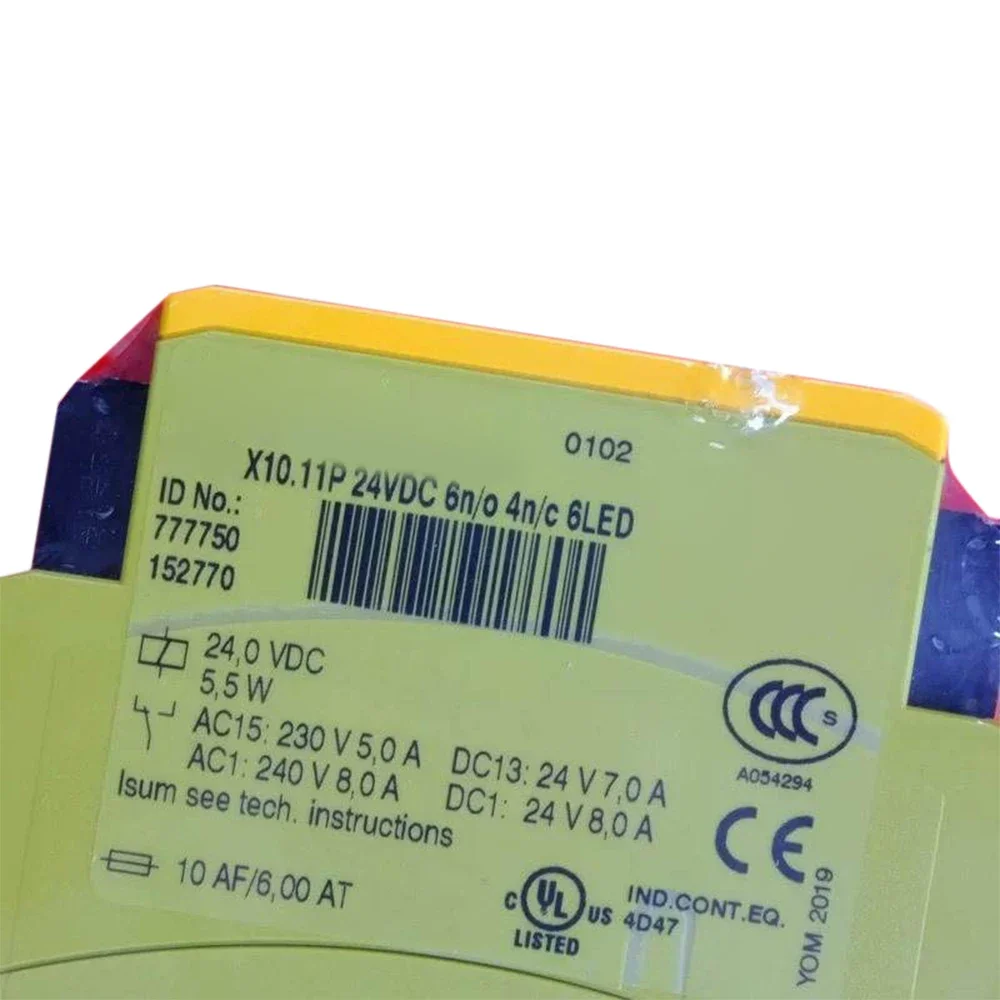 0102
X10.11P 24VDC 6n/o 4n/c 6LED
ID No.:
777750
152770
24,0 VDC
5,5 W
AC15: 230 V 5,0 A DC13: 24 V 7,0 A
AC1: 240 V 8,0 A DC1: 24 V 8,0 A
Isum see tech. instructions
10 AF/6,00 AT
CCC S
A054294
CE
YOM 2019
C UL US
LISTED
IND.CONT.EQ.
4D47